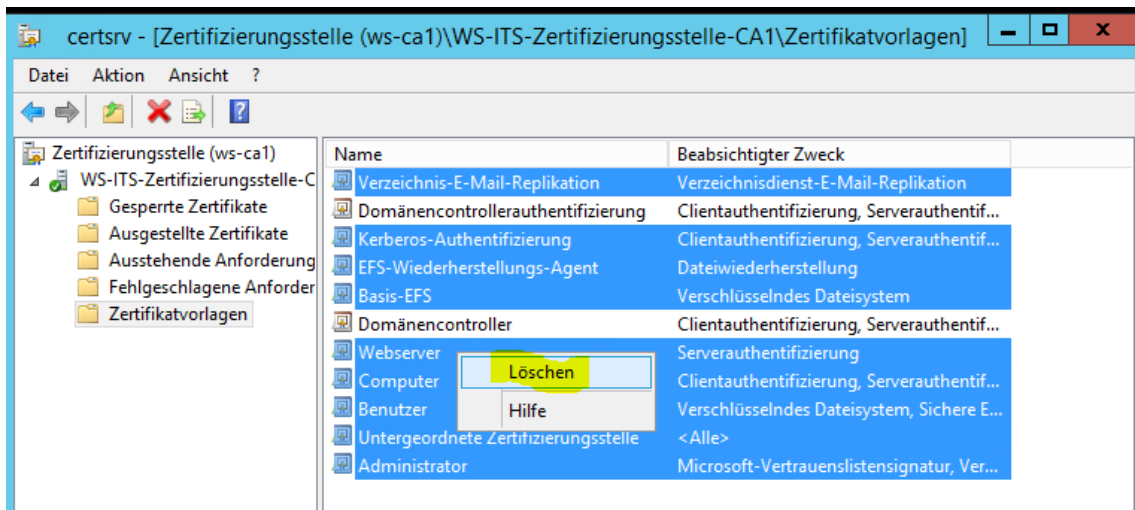 certsrv - [Zertifizierungsstelle (ws-ca1)\WS-ITS-Zertifizierungsstelle-CA1\Zertifikatvorlagen]
Datei Aktion Ansicht ?
Zertifizierungsstelle (ws-ca1)
WS-ITS-Zertifizierungsstelle-C
Gesperrte Zertifikate
Ausgestellte Zertifikate
Ausstehende Anforderung
Fehlgeschlagene Anforder
Zertifikatvorlagen
Name Beabsichtigter Zweck
Verzeichnis-E-Mail-Replikation Verzeichnisdienst-E-Mail-Replikation
Domänencontrollerauthentifizierung Clientauthentifizierung, Serverauthentif...
Kerberos-Authentifizierung Clientauthentifizierung, Serverauthentif...
EFS-Wiederherstellungs-Agent Dateiwiederherstellung
Basis-EFS Verschlüsselndes Dateisystem
Domänencontroller Clientauthentifizierung, Serverauthentif...
Webserver Serverauthentifizierung
Computer Clientauthentifizierung, Serverauthentif...
Benutzer Verschlüsselndes Dateisystem, Sichere E...
Untergeordnete Zertifizierungsstelle <Alle>
Administrator Microsoft-Vertrauenslistensignatur, Ver...
Löschen
Hilfe